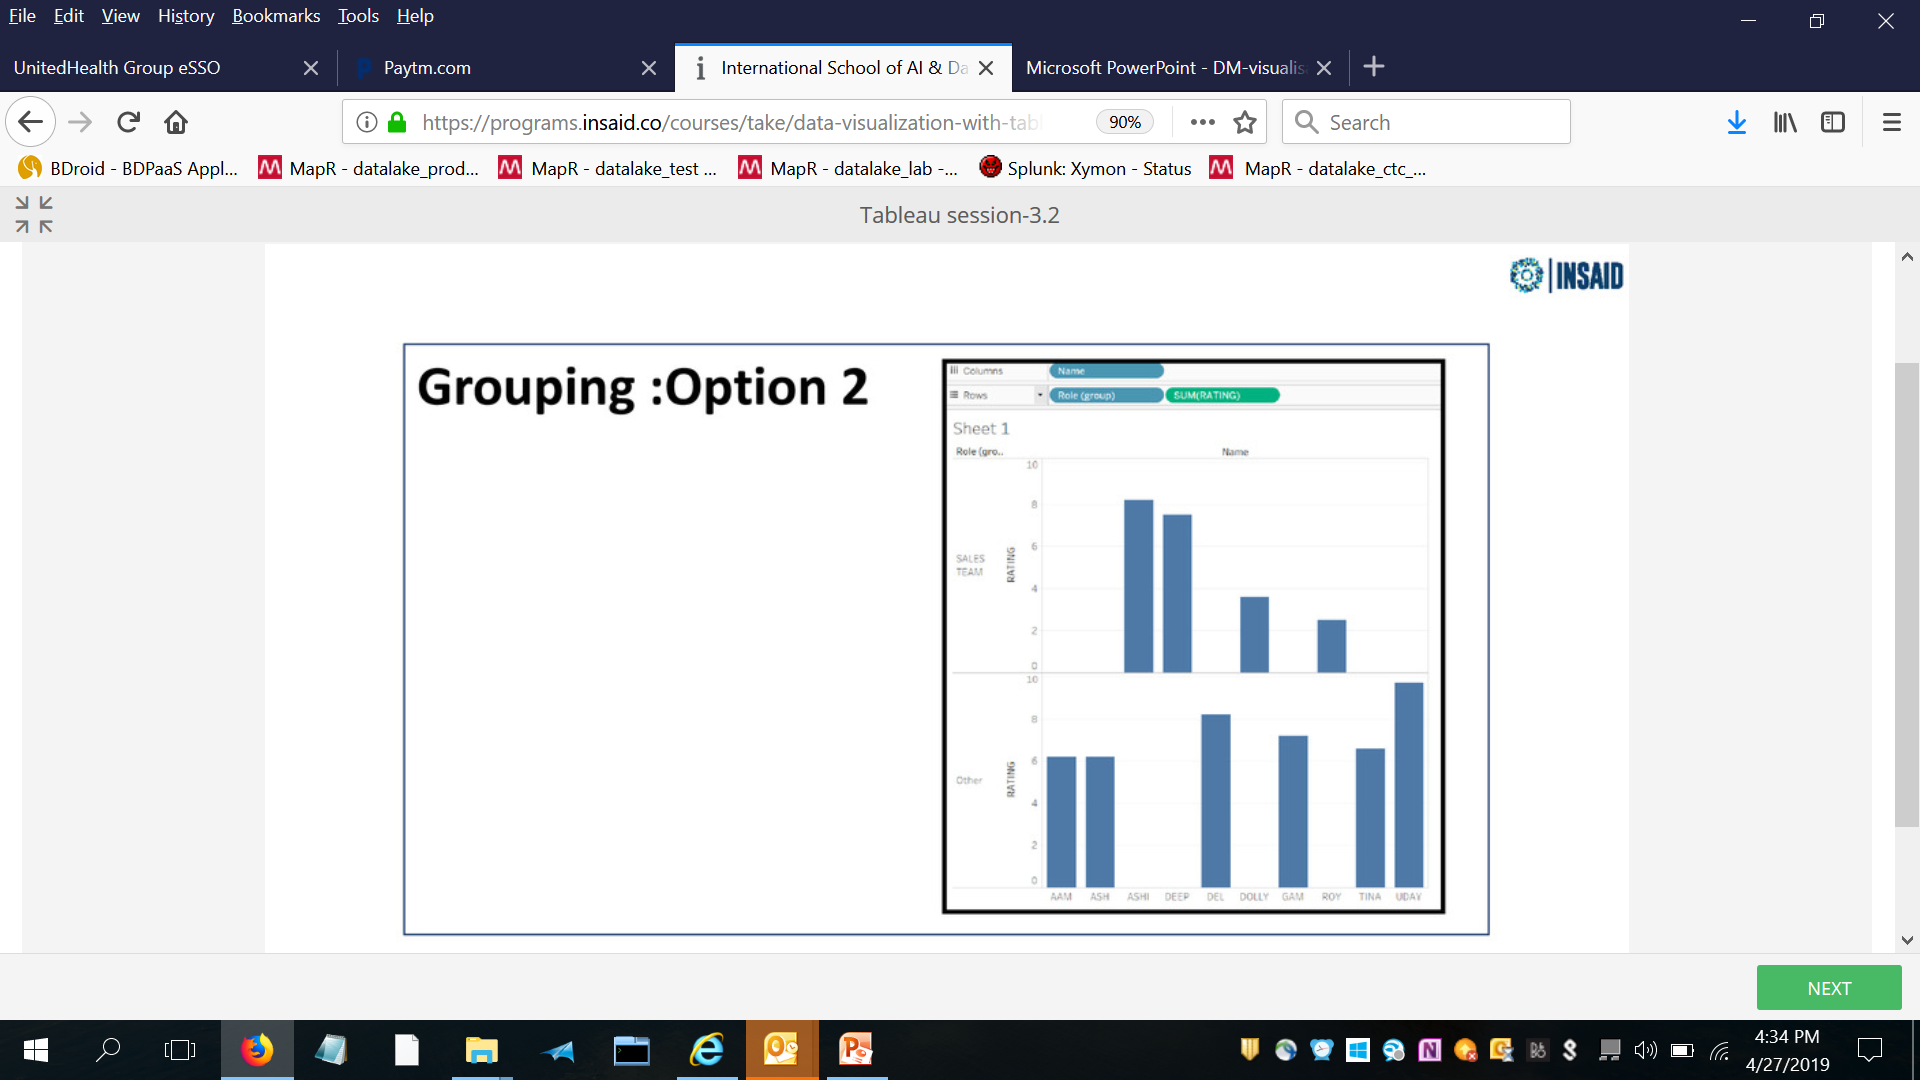 File Edit View History Bookmarks Tools Help
UnitedHealth Group eSSO
Paytm.com
International School of AI & Da
Microsoft PowerPoint - DM-visualis
https://programs.insaid.co/courses/take/data-visualization-with-tabl
90%
Search
BDroid - BDPaaS Appl...
MapR - datalake_prod...
MapR - datalake_test ...
MapR - datalake_lab -...
Splunk: Xymon - Status
MapR - datalake_ctc_...
Tableau session-3.2
INSAID
Grouping :Option 2
Columns Name
Rows Role (group) SUM(RATING)
Sheet 1
Role (gro.. Name
10
8
6
4
2
0
SALES
TEAM
RATING
10
8
6
4
2
0
Other
RATING
AAM ASH ASHI DEEP DEL DOLLY GAM ROY TINA UDAY
NEXT
4:34 PM
4/27/2019